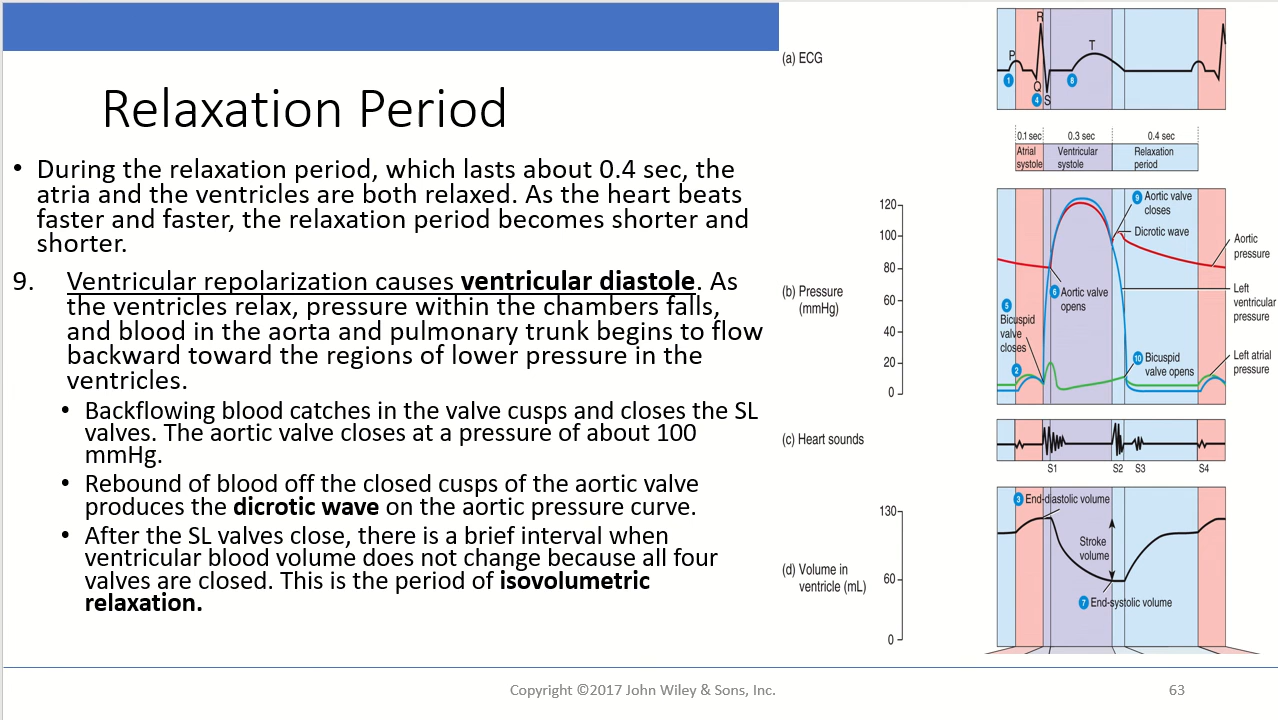 Relaxation Period
• During the relaxation period, which lasts about 0.4 sec, the
atria and the ventricles are both relaxed. As the heart beats
faster and faster, the relaxation period becomes shorter and
shorter.
9. Ventricular repolarization causes ventricular diastole. As
the ventricles relax, pressure within the chambers falls,
and blood in the aorta and pulmonary trunk begins to flow
backward toward the regions of lower pressure in the
ventricles.
• Backflowing blood catches in the valve cusps and closes the SL
valves. The aortic valve closes at a pressure of about 100
mmHg.
• Rebound of blood off the closed cusps of the aortic valve
produces the dicrotic wave on the aortic pressure curve.
• After the SL valves close, there is a brief interval when
ventricular blood volume does not change because all four
valves are closed. This is the period of isovolumetric
relaxation.
(a) ECG
R
P
T
1
8
Q
4 S
0.1 sec 0.3 sec 0.4 sec
Atrial
systole
Ventricular
systole
Relaxation
period
(b) Pressure
(mmHg)
120
100
80
60
40
20
0
9 Aortic valve
closes
Dicrotic wave
Aortic
pressure
6 Aortic valve
opens
Left
ventricular
pressure
5
Bicuspid
valve
closes
2
10 Bicuspid
valve opens
Left atrial
pressure
(c) Heart sounds
S1 S2 S3 S4
(d) Volume in
ventricle (mL)
130
60
0
3 End-diastolic volume
Stroke
volume
7 End-systolic volume
Copyright ©2017 John Wiley & Sons, Inc.
63